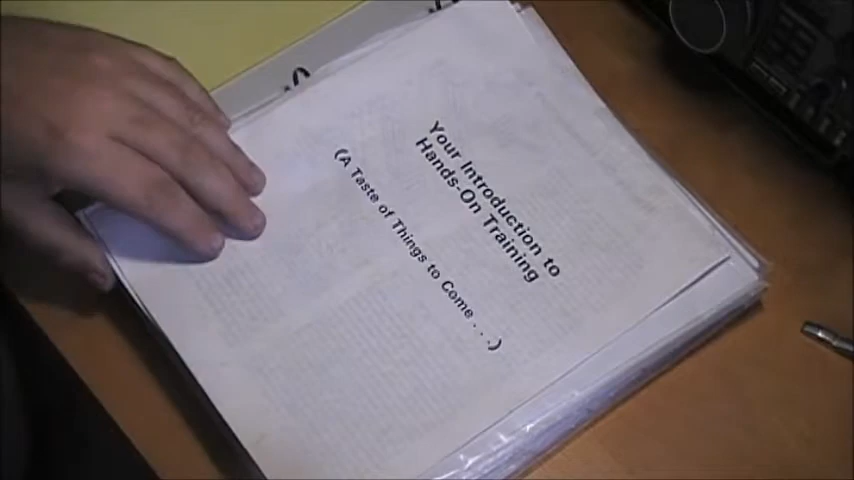 Your Introduction to
Hands-On Training
(A Taste of Things to Come . . .)